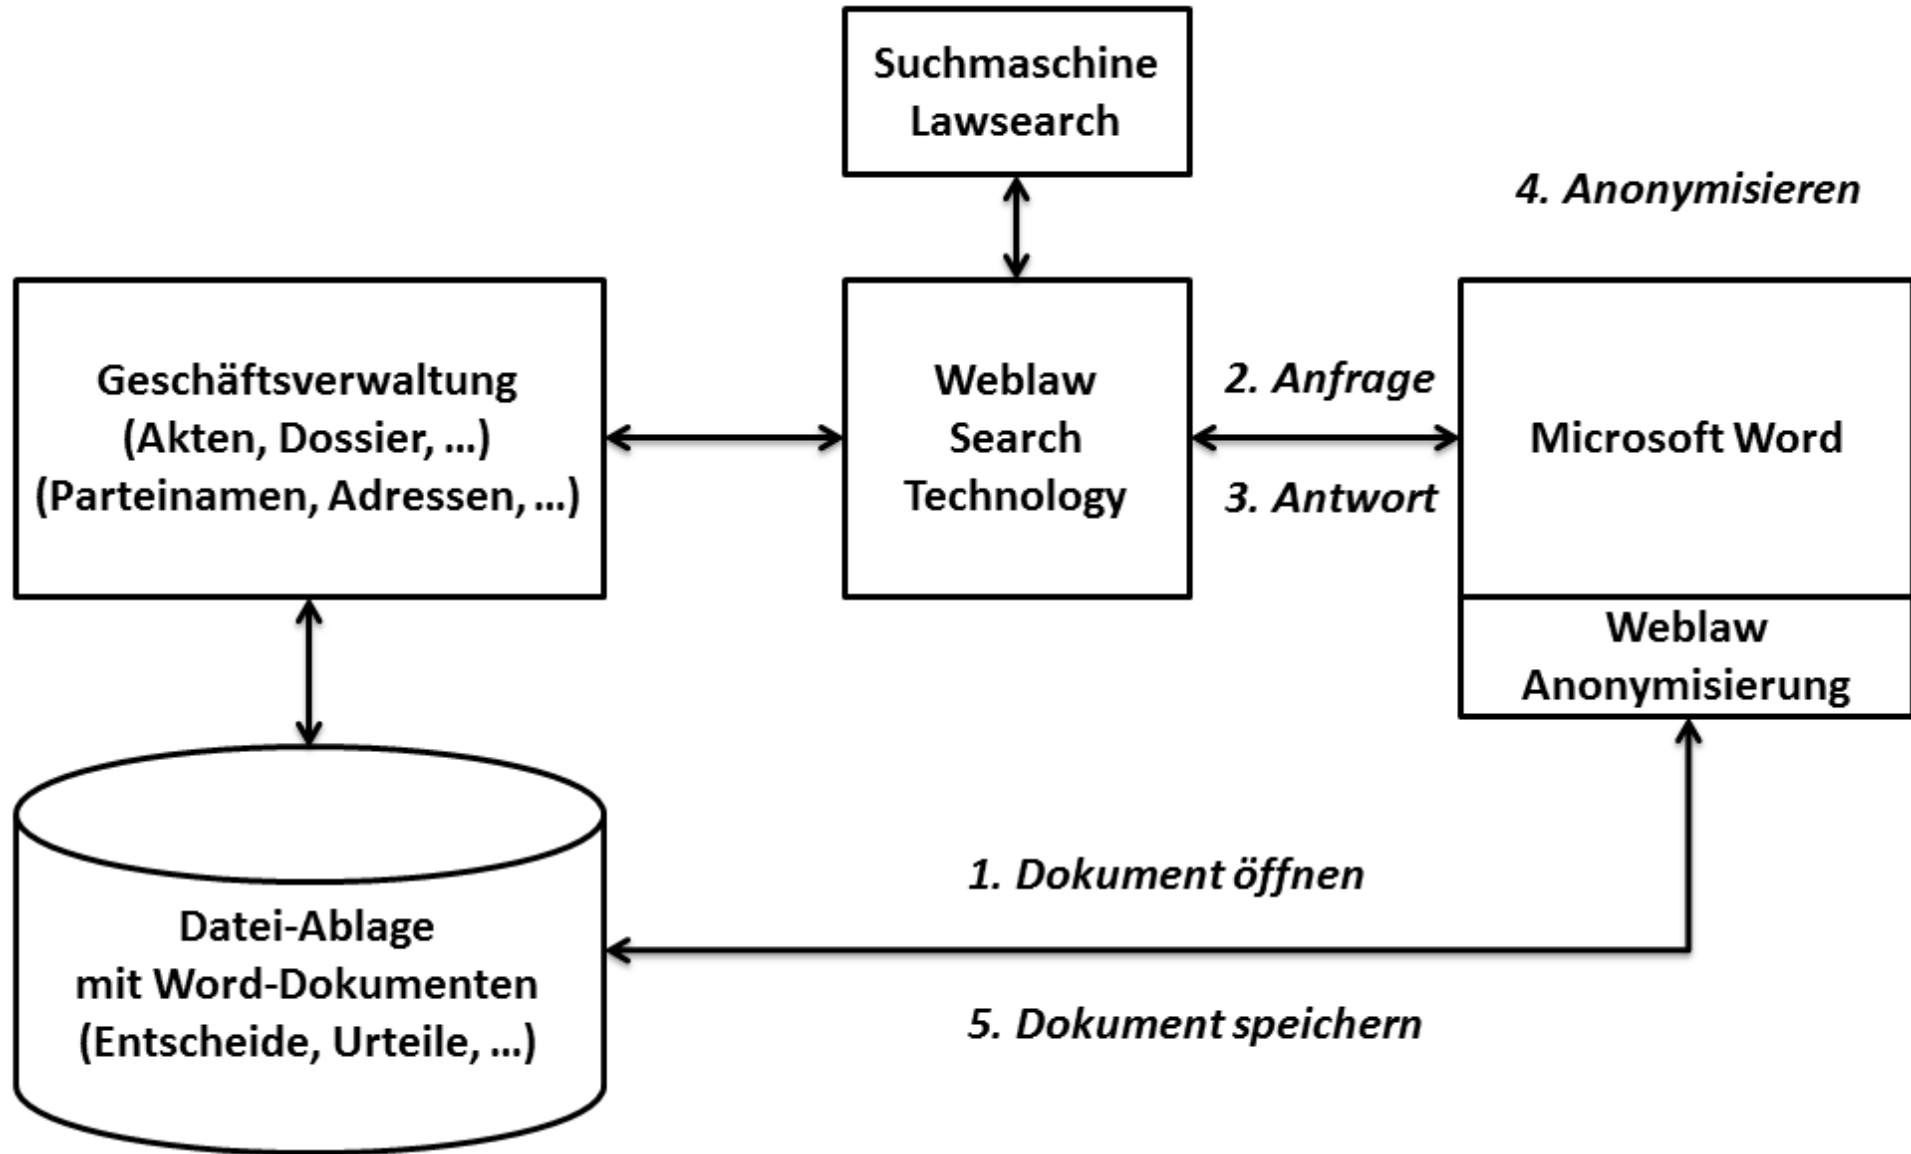 Suchmaschine
Lawsearch
4. Anonymisieren
Geschäftsverwaltung
(Akten, Dossier, ...)
(Parteinamen, Adressen, ...)
Weblaw
Search
Technology
2. Anfrage
3. Antwort
Microsoft Word
Weblaw
Anonymisierung
1. Dokument öffnen
Datei-Ablage
mit Word-Dokumenten
(Entscheide, Urteile, ...)
5. Dokument speichern